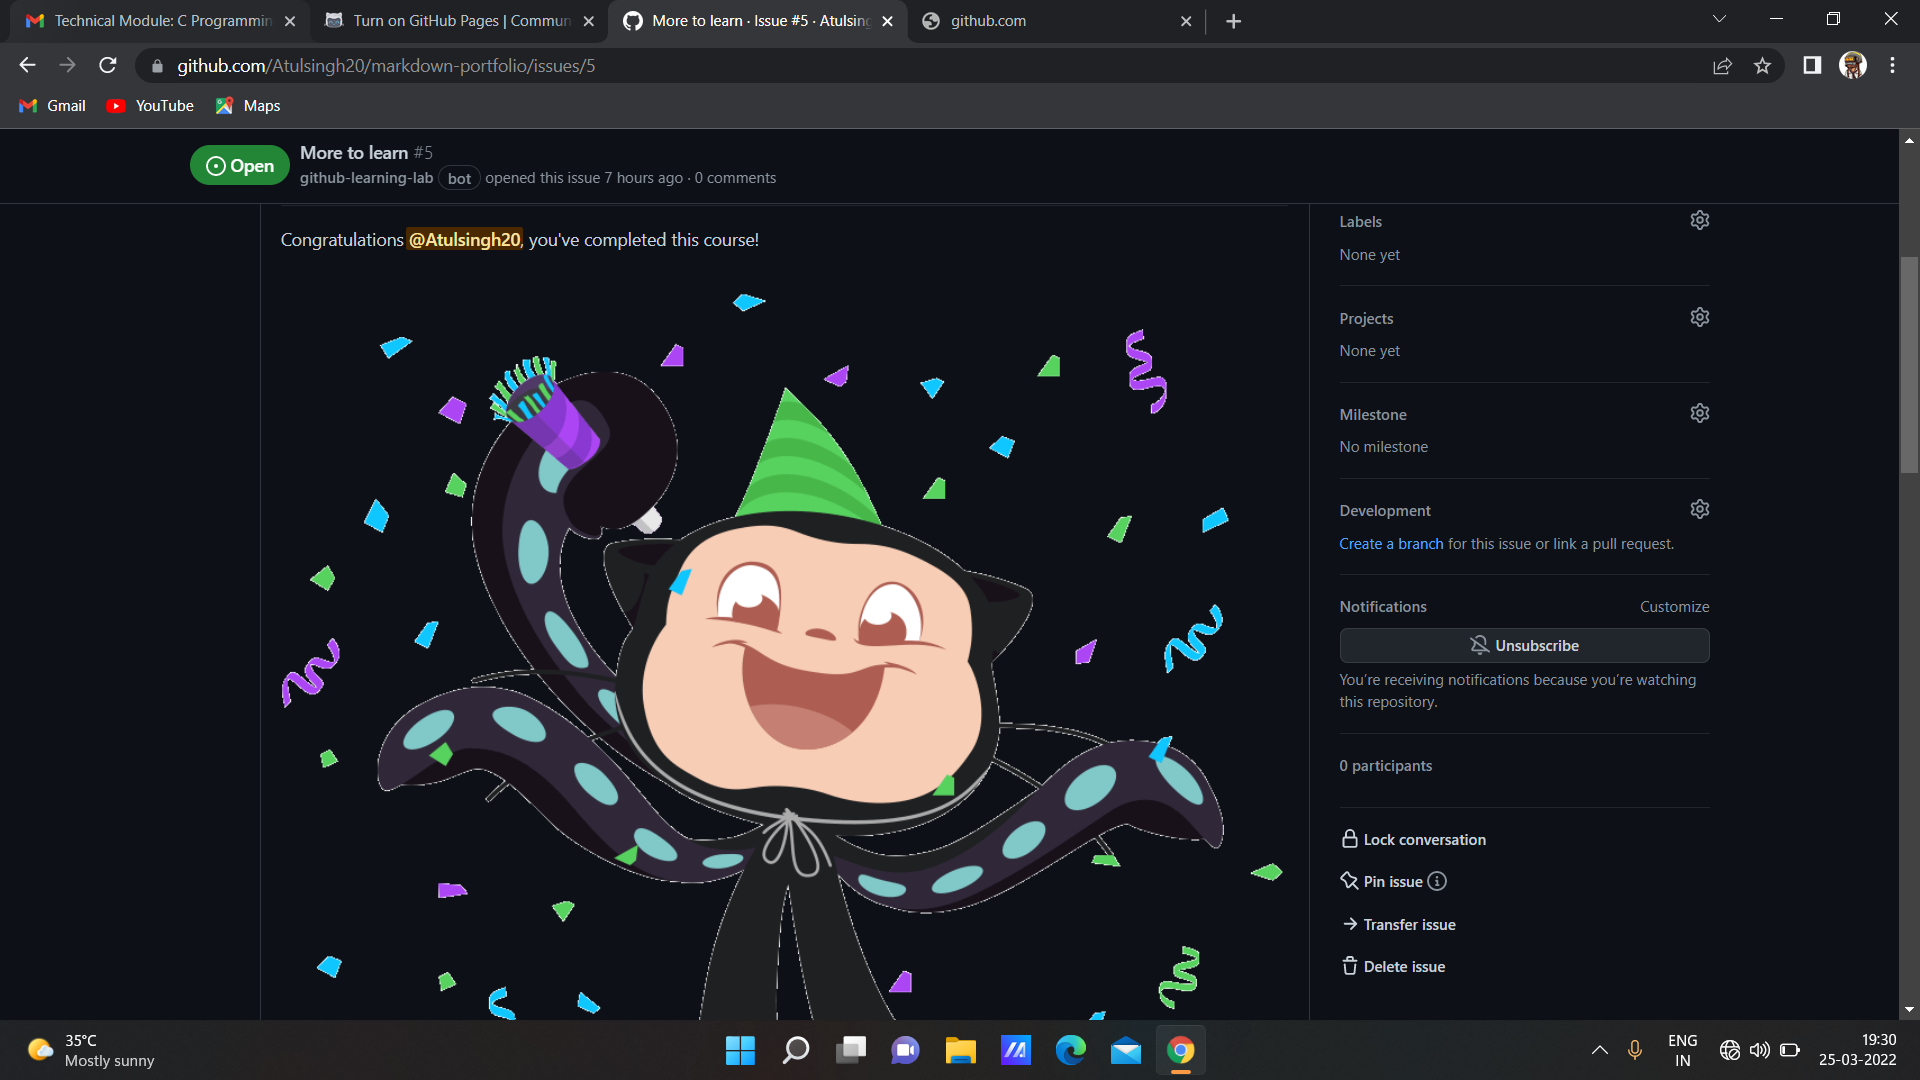 Technical Module: C Programmin
Turn on GitHub Pages | Commun
More to learn · Issue #5 · Atulsing
github.com
github.com/Atulsingh20/markdown-portfolio/issues/5
Gmail
YouTube
Maps
Open
More to learn #5
github-learning-lab bot opened this issue 7 hours ago · 0 comments
Congratulations @Atulsingh20, you've completed this course!
Labels
None yet
Projects
None yet
Milestone
No milestone
Development
Create a branch for this issue or link a pull request.
Notifications
Customize
Unsubscribe
You're receiving notifications because you're watching
this repository.
0 participants
Lock conversation
Pin issue
Transfer issue
Delete issue
35°C
Mostly sunny
ENG
IN
19:30
25-03-2022